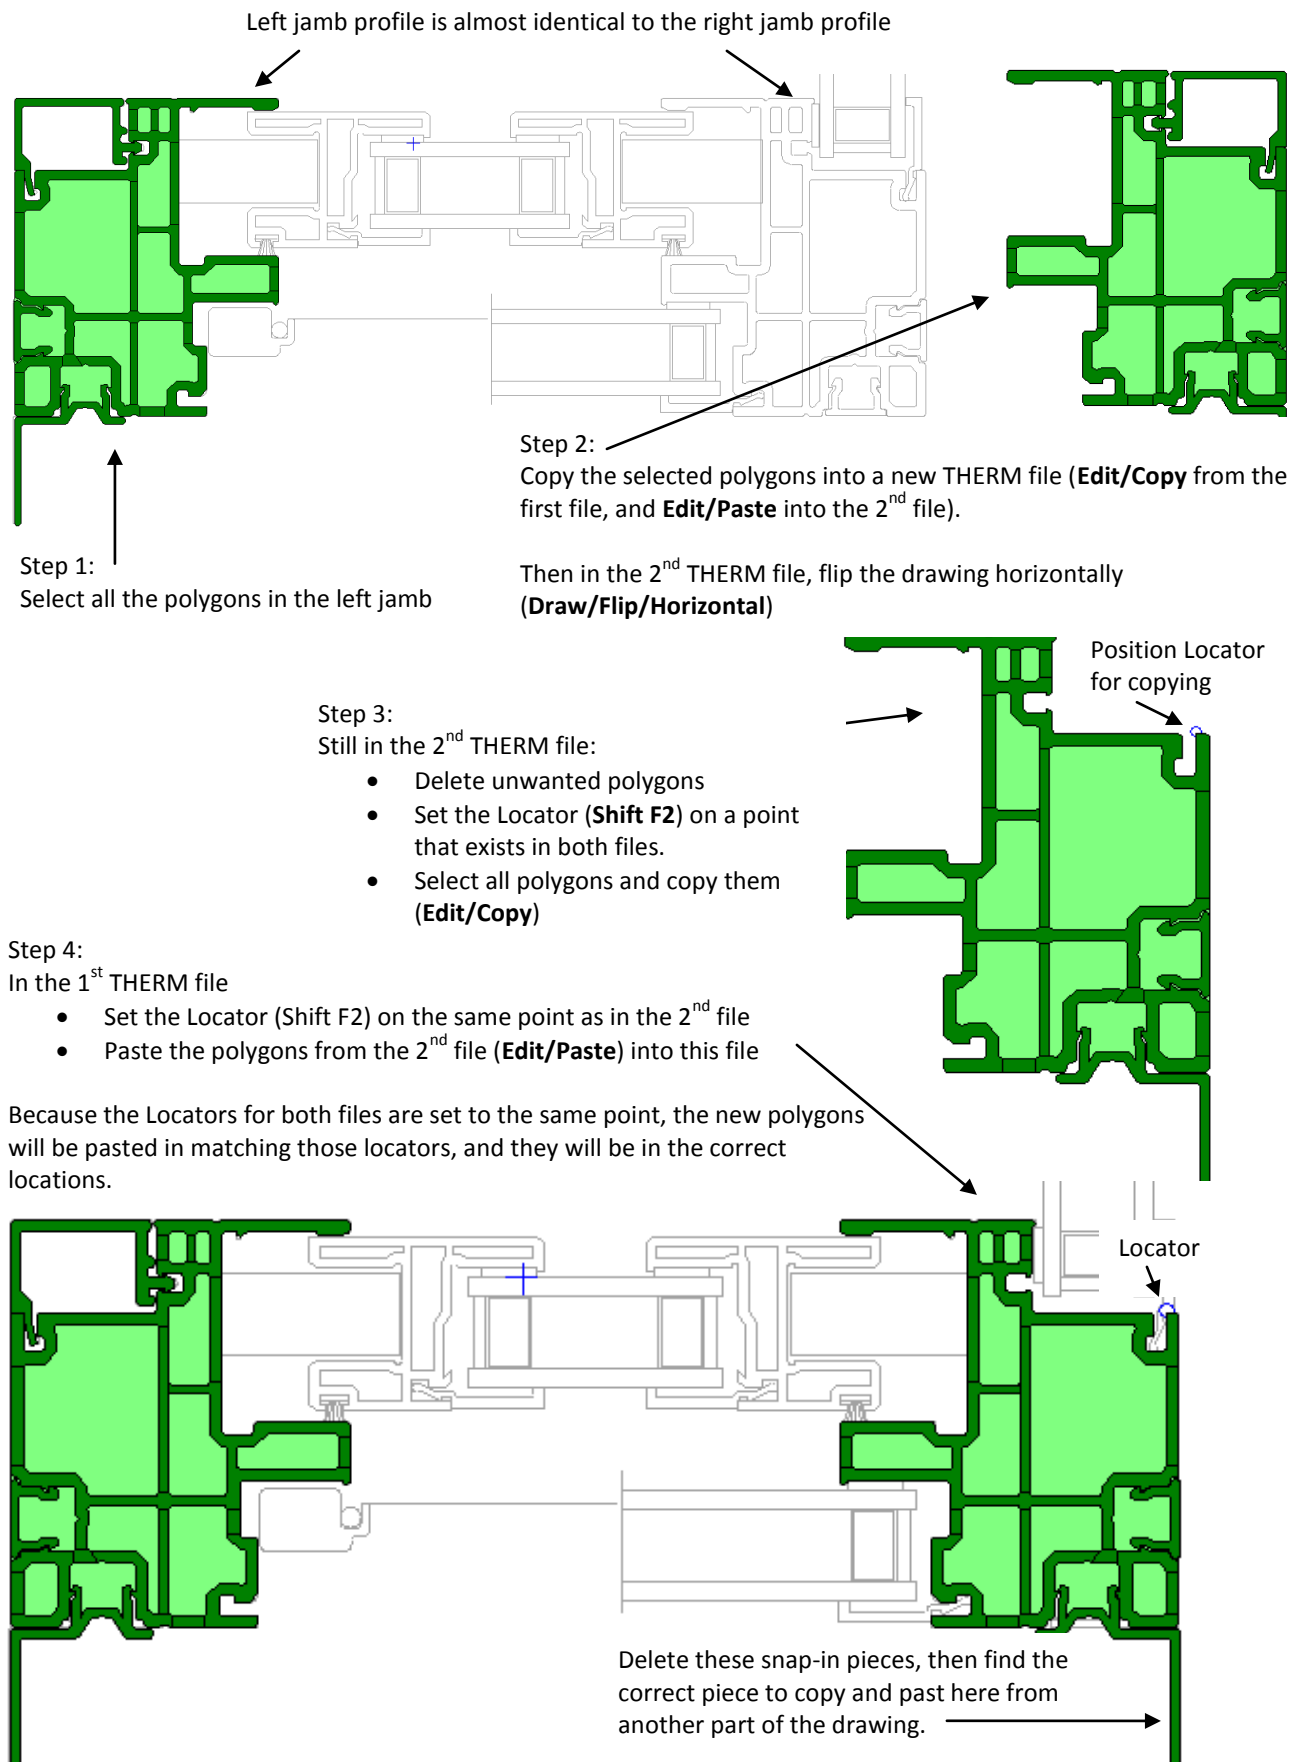 Left jamb profile is almost identical to the right jamb profile
Step 2:
Copy the selected polygons into a new THERM file (Edit/Copy from the
first file, and Edit/Paste into the 2nd file).
Then in the 2nd THERM file, flip the drawing horizontally
(Draw/Flip/Horizontal)
Step 1:
Select all the polygons in the left jamb
Position Locator
for copying
Step 3:
Still in the 2nd THERM file:
• Delete unwanted polygons
• Set the Locator (Shift F2) on a point
that exists in both files.
• Select all polygons and copy them
(Edit/Copy)
Step 4:
In the 1st THERM file
• Set the Locator (Shift F2) on the same point as in the 2nd file
• Paste the polygons from the 2nd file (Edit/Paste) into this file
Because the Locators for both files are set to the same point, the new polygons
will be pasted in matching those locators, and they will be in the correct
locations.
Locator
Delete these snap-in pieces, then find the
correct piece to copy and past here from
another part of the drawing.